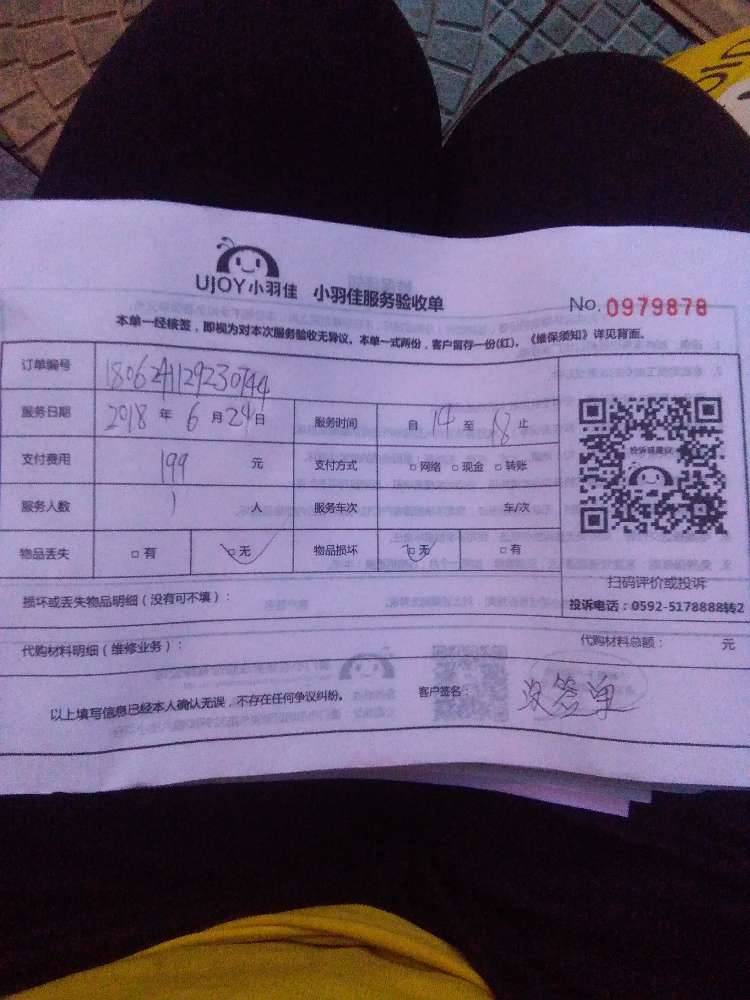 UJOY小羽佳 小羽佳服务验收单 No. 0979878
本单一经核签，即视为对本次服务验收无异议。本单一式两份，客户留存一份(红)，《维保须知》详见背面。
订单编号 1806241129230744
服务日期 2018 年 6 月 24 日 服务时间 自 14 至 18 止
支付费用 199 元 支付方式 □ 网络 □ 现金 □ 转账
服务人数 1 人 服务车次 车/次
物品丢失 □ 有 □ 无 物品损坏 □ 无 □ 有
投诉或建议
扫码评价或投诉
损坏或丢失物品明细（没有可不填）：
投诉电话：0592-5178888转2
代购材料明细（维修业务）： 代购材料总额： 元
以上填写信息已经本人确认无误，不存在任何争议纠纷。 客户签名： 签单